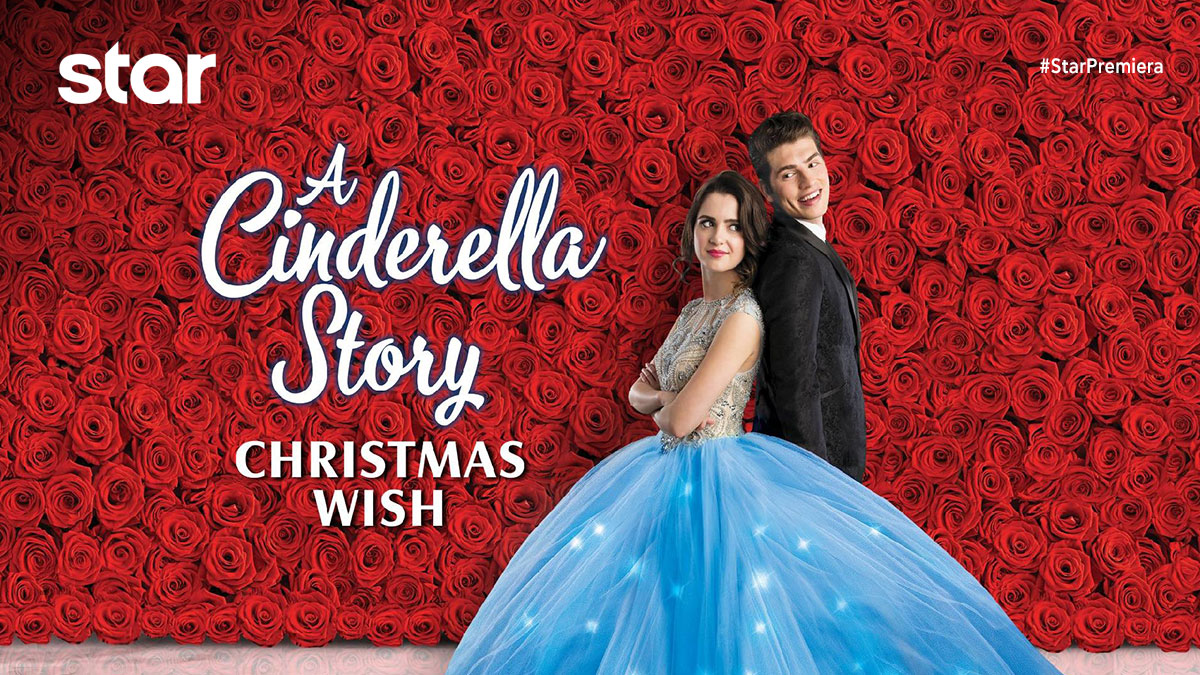 star
#StarPremiera
A
Cinderella
Story
CHRISTMAS
WISH